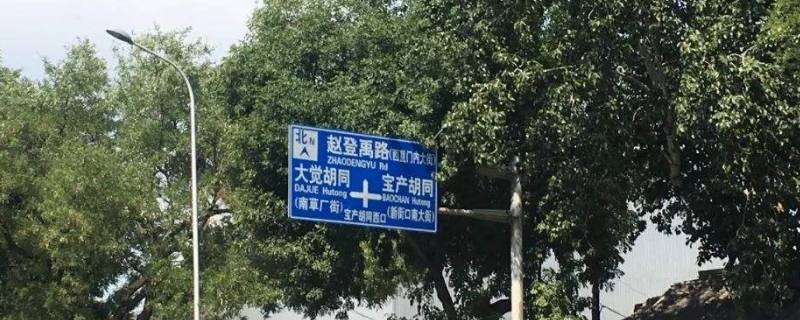 北 N
赵登禹路(西直门内大街)
ZHAODENGYU Rd
大觉胡同 宝产胡同
DAJUE Hutong BAOCHAN Hutong
(南草厂街) (新街口南大街)
宝产胡同西口